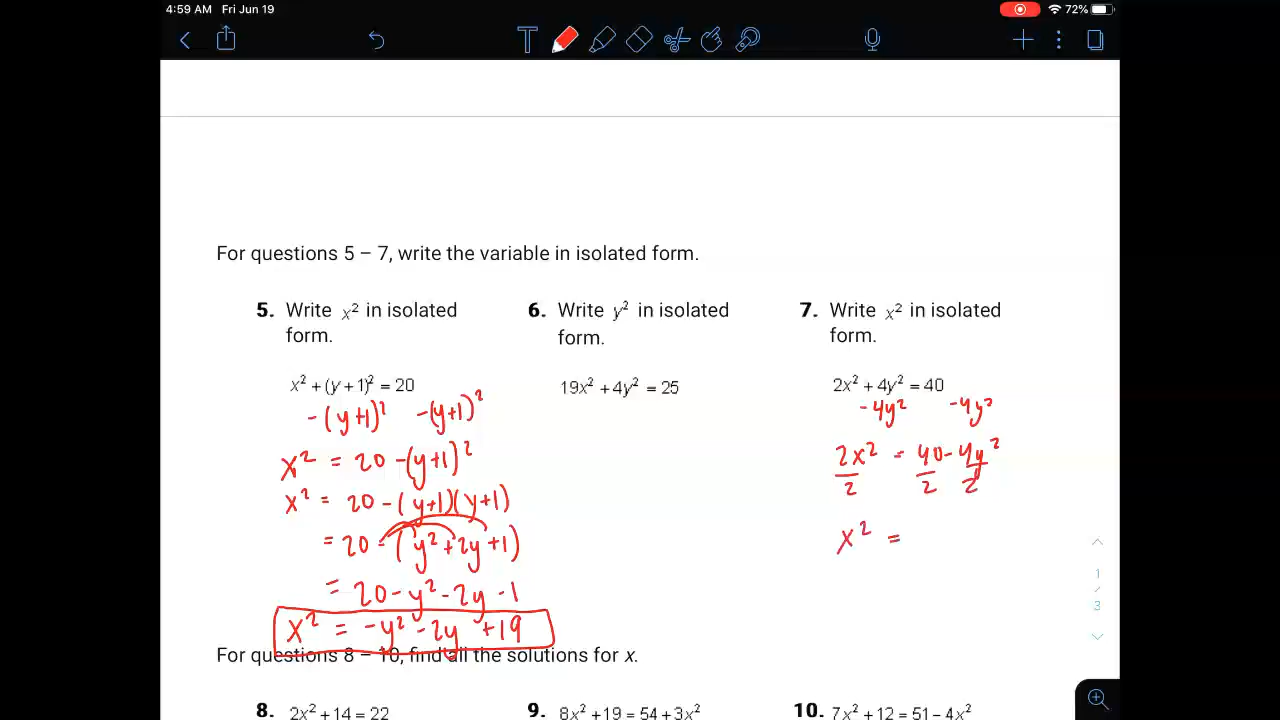 4:59 AM Fri Jun 19 72%
For questions 5 – 7, write the variable in isolated form.
5. Write x² in isolated form.
x² + (y + 1)² = 20
-(y+1)² -(y+1)²
x² = 20 -(y+1)²
x² = 20 - (y+1)(y+1)
= 20 - (y² + 2y + 1)
= 20 - y² - 2y - 1
x² = -y² - 2y + 19
6. Write y² in isolated form.
19x² + 4y² = 25
7. Write x² in isolated form.
2x² + 4y² = 40
-4y² -4y²
2x² = 40 - 4y²
2 2 2
x² =
1
/
3
For questions 8 – 10, find all the solutions for x.
8. 2x² + 14 = 22
9. 8x² + 19 = 54 + 3x²
10. 7x² + 12 = 51 – 4x²